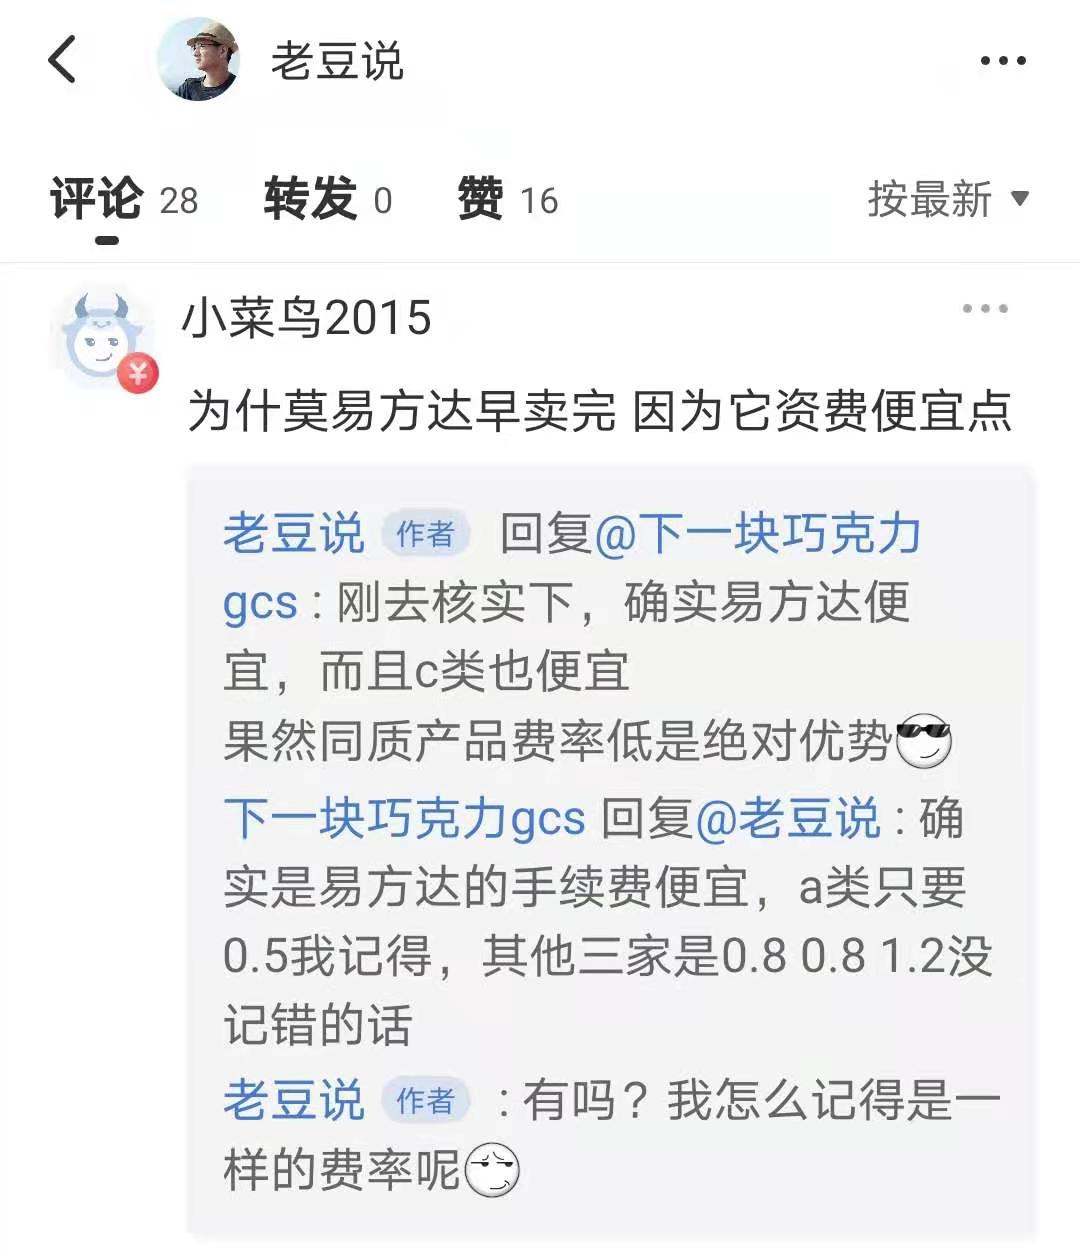 老豆说
评论 28 转发 0 赞 16 按最新
小菜鸟2015
为什莫易方达早卖完 因为它资费便宜点
老豆说 作者 回复@下一块巧克力
gcs : 刚去核实下，确实易方达便
宜，而且c类也便宜
果然同质产品费率低是绝对优势
下一块巧克力gcs 回复@老豆说 : 确
实是易方达的手续费便宜，a类只要
0.5我记得，其他三家是0.8 0.8 1.2没
记错的话
老豆说 作者 : 有吗？我怎么记得是一
样的费率呢